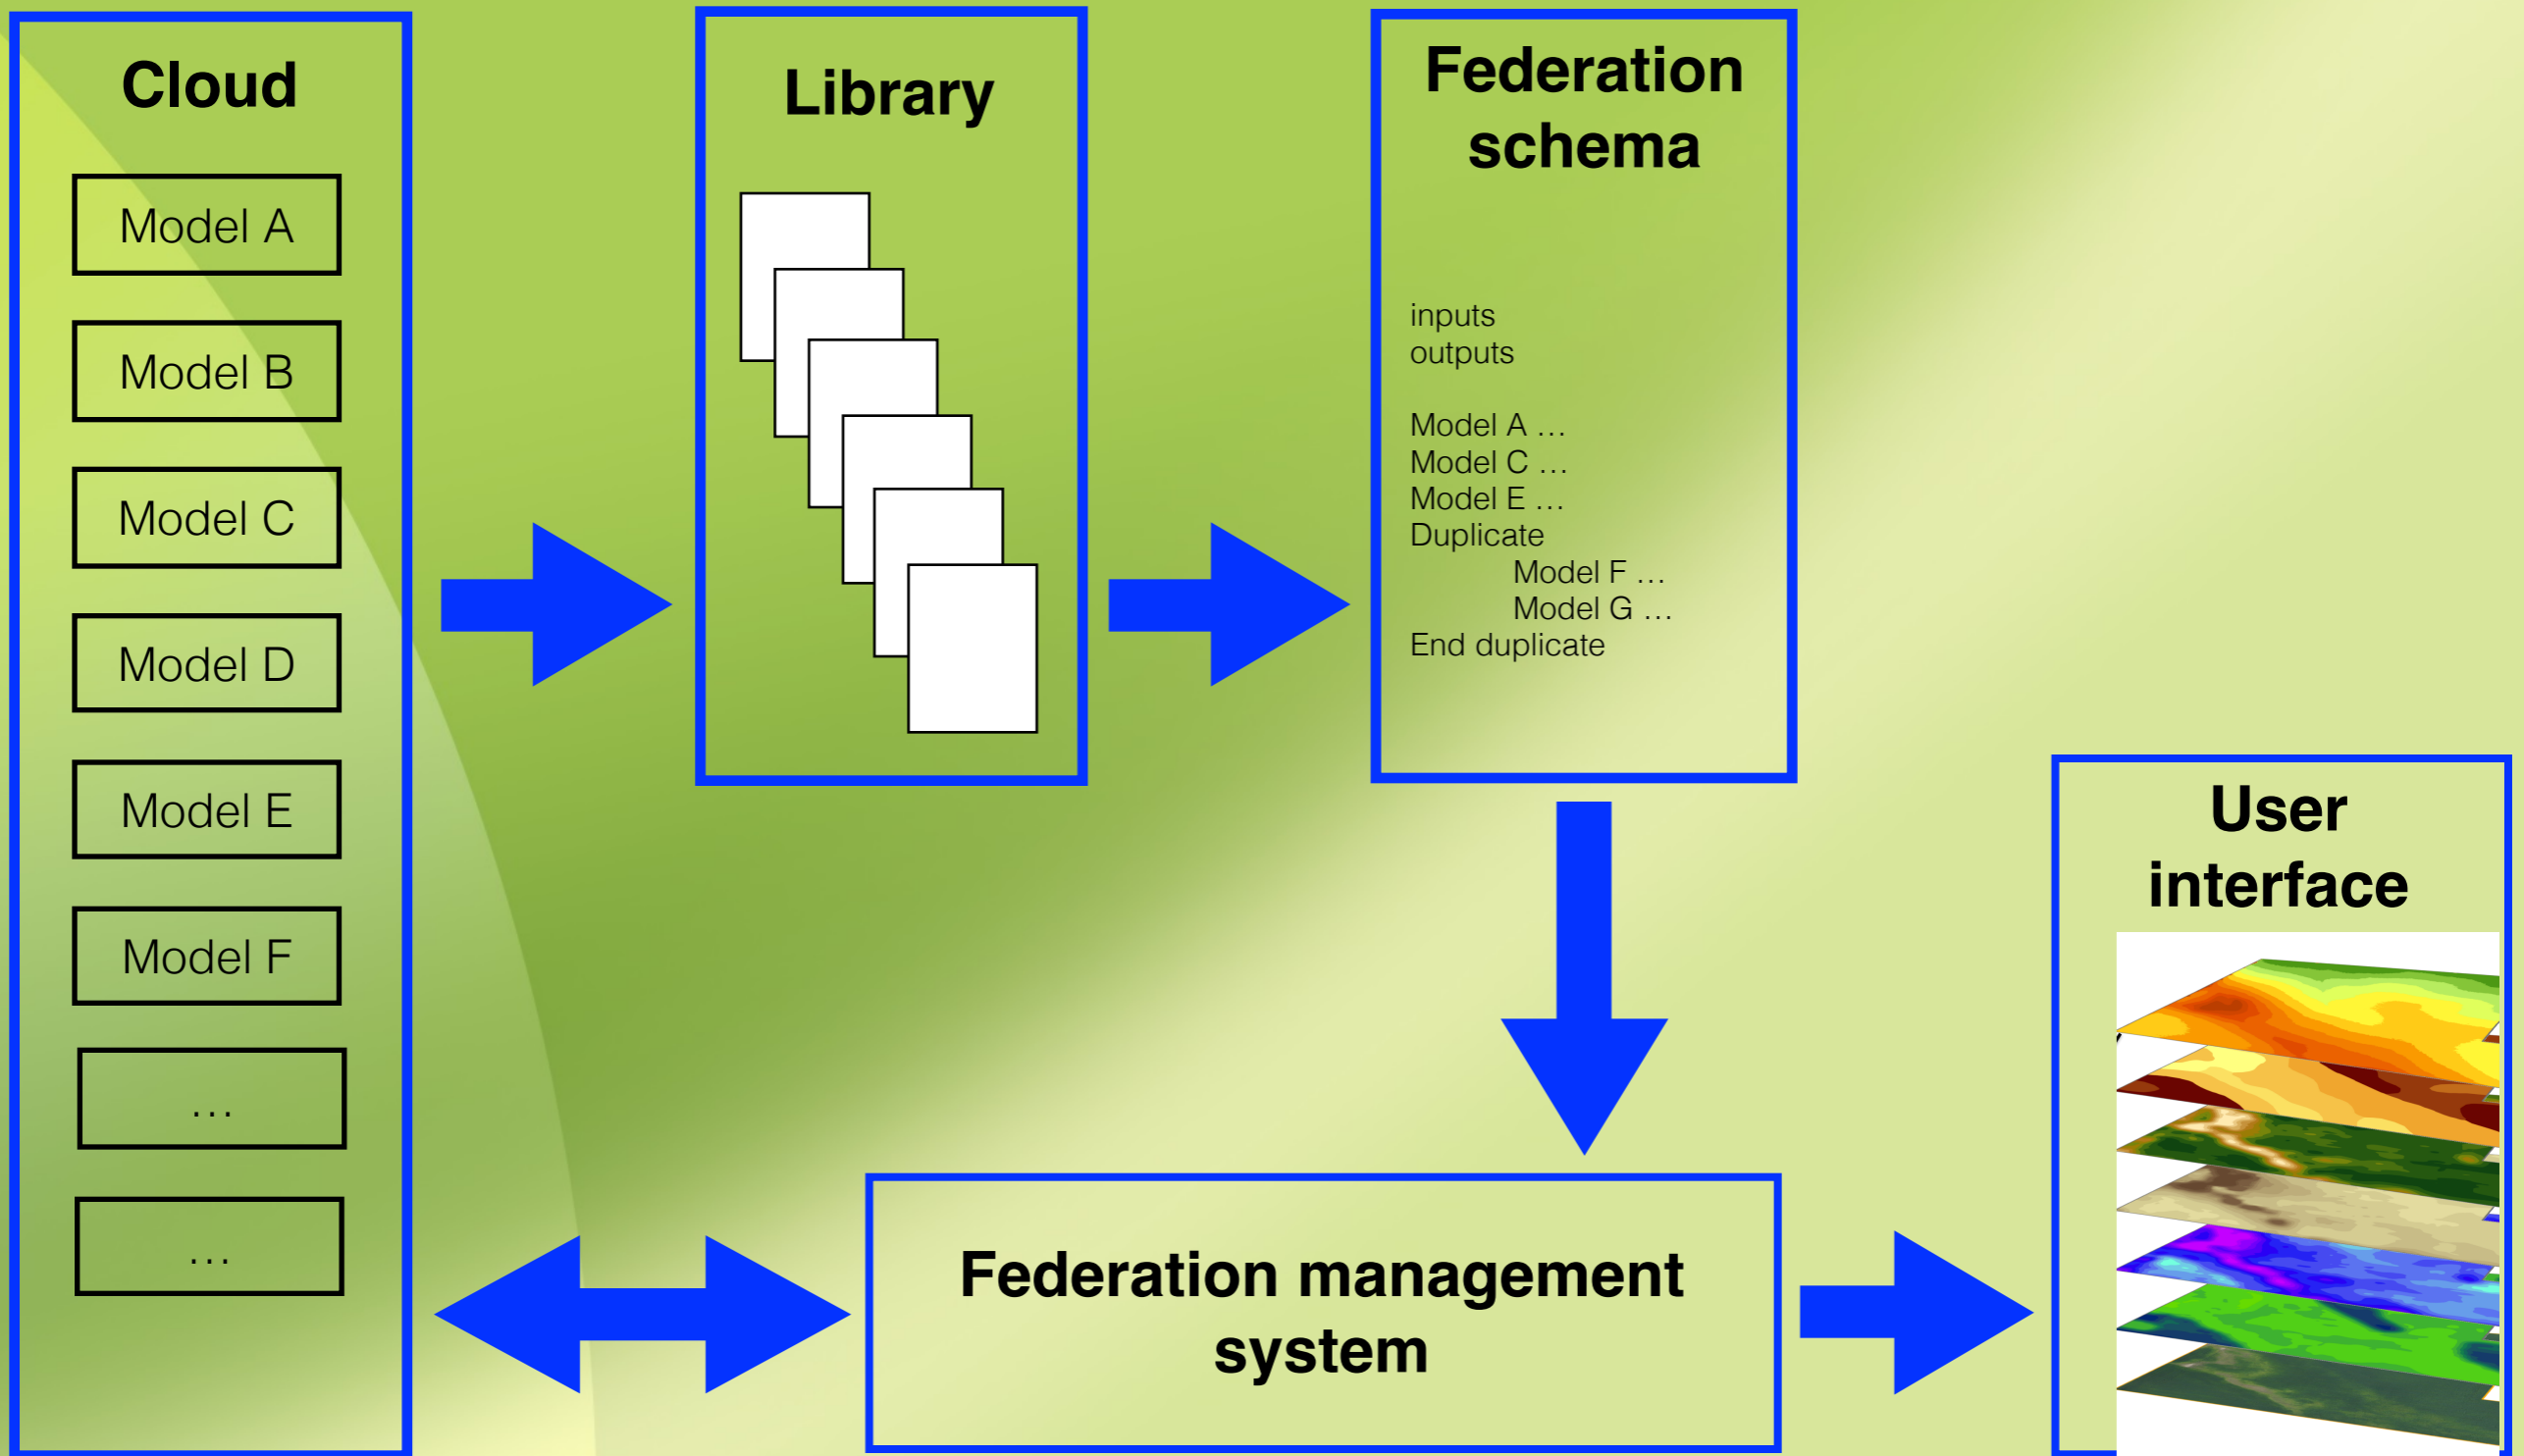 Cloud
Model A
Model B
Model C
Model D
Model E
Model F
…
…
Library
Federation
schema
inputs
outputs
Model A …
Model C …
Model E …
Duplicate
Model F …
Model G …
End duplicate
Federation management
system
User
interface